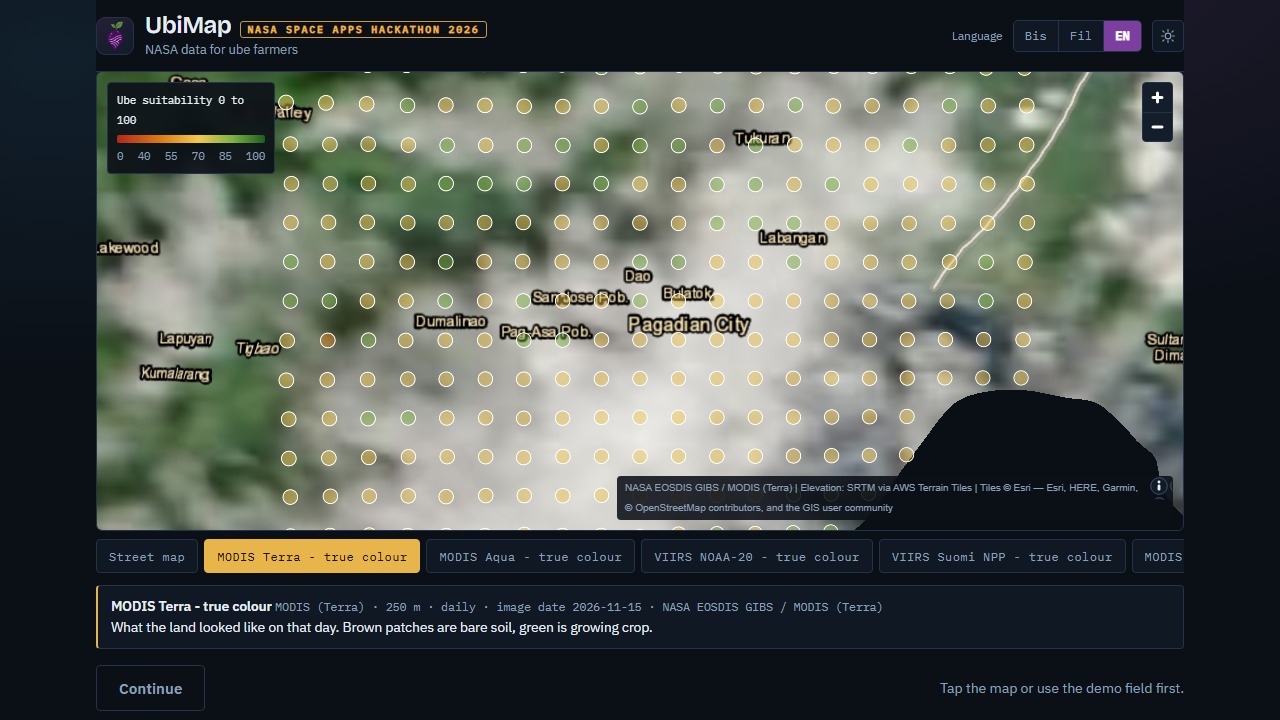 UbiMap NASA SPACE APPS HACKATHON 2026
NASA data for ube farmers
Language Bis Fil EN
Ube suitability 0 to
100
0 40 55 70 85 100
+
−
Tukuran
Labangan
Dao
San Jose Pob.
Bulatok
Dumalinao
Pag-Asa Pob.
Pagadian City
Lapuyan
Tigbao
Kumalarang
NASA EOSDIS GIBS / MODIS (Terra) | Elevation: SRTM via AWS Terrain Tiles | Tiles © Esri — Esri, HERE, Garmin,
© OpenStreetMap contributors, and the GIS user community
Street map MODIS Terra - true colour MODIS Aqua - true colour VIIRS NOAA-20 - true colour VIIRS Suomi NPP - true colour MODIS
MODIS Terra - true colour MODIS (Terra) · 250 m · daily · image date 2026-11-15 · NASA EOSDIS GIBS / MODIS (Terra)
What the land looked like on that day. Brown patches are bare soil, green is growing crop.
Continue
Tap the map or use the demo field first.